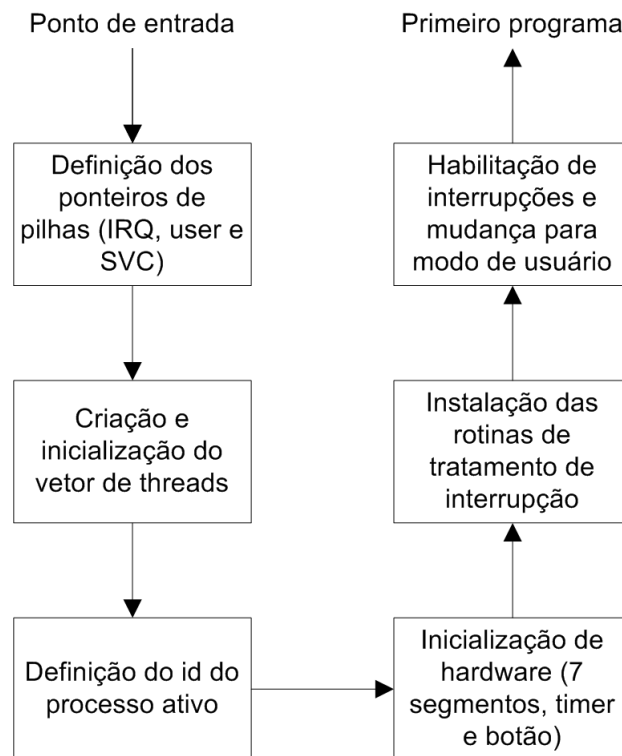 Ponto de entrada
Definição dos
ponteiros de
pilhas (IRQ, user e
SVC)
Criação e
inicialização do
vetor de threads
Definição do id do
processo ativo
Inicialização de
hardware (7
segmentos, timer
e botão)
Instalação das
rotinas de
tratamento de
interrupção
Habilitação de
interrupções e
mudança para
modo de usuário
Primeiro programa